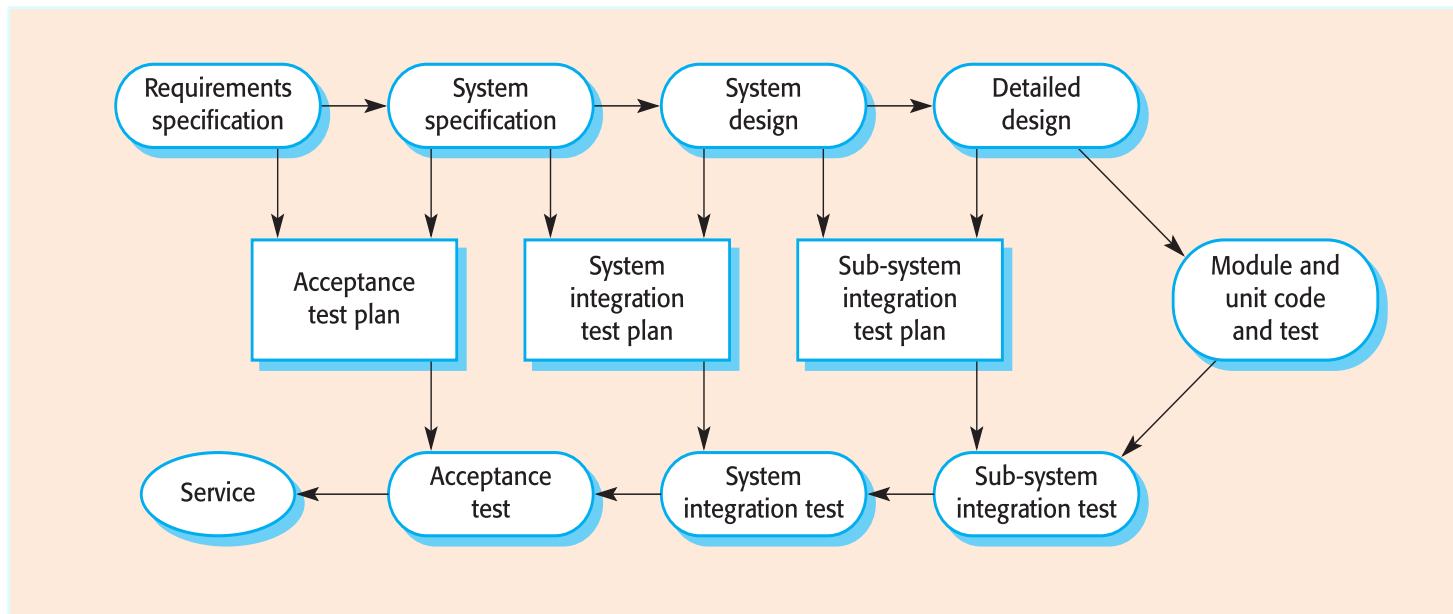 Requirements
specification
System
specification
System
design
Detailed
design
Acceptance
test plan
System
integration
test plan
Sub-system
integration
test plan
Module and
unit code
and test
Service
Acceptance
test
System
integration test
Sub-system
integration test